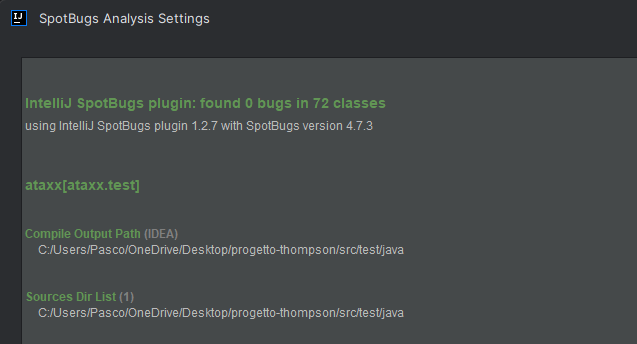 IJ SpotBugs Analysis Settings
IntelliJ SpotBugs plugin: found 0 bugs in 72 classes
using IntelliJ SpotBugs plugin 1.2.7 with SpotBugs version 4.7.3
ataxx[ataxx.test]
Compile Output Path (IDEA)
C:/Users/Pasco/OneDrive/Desktop/progetto-thompson/src/test/java
Sources Dir List (1)
C:/Users/Pasco/OneDrive/Desktop/progetto-thompson/src/test/java